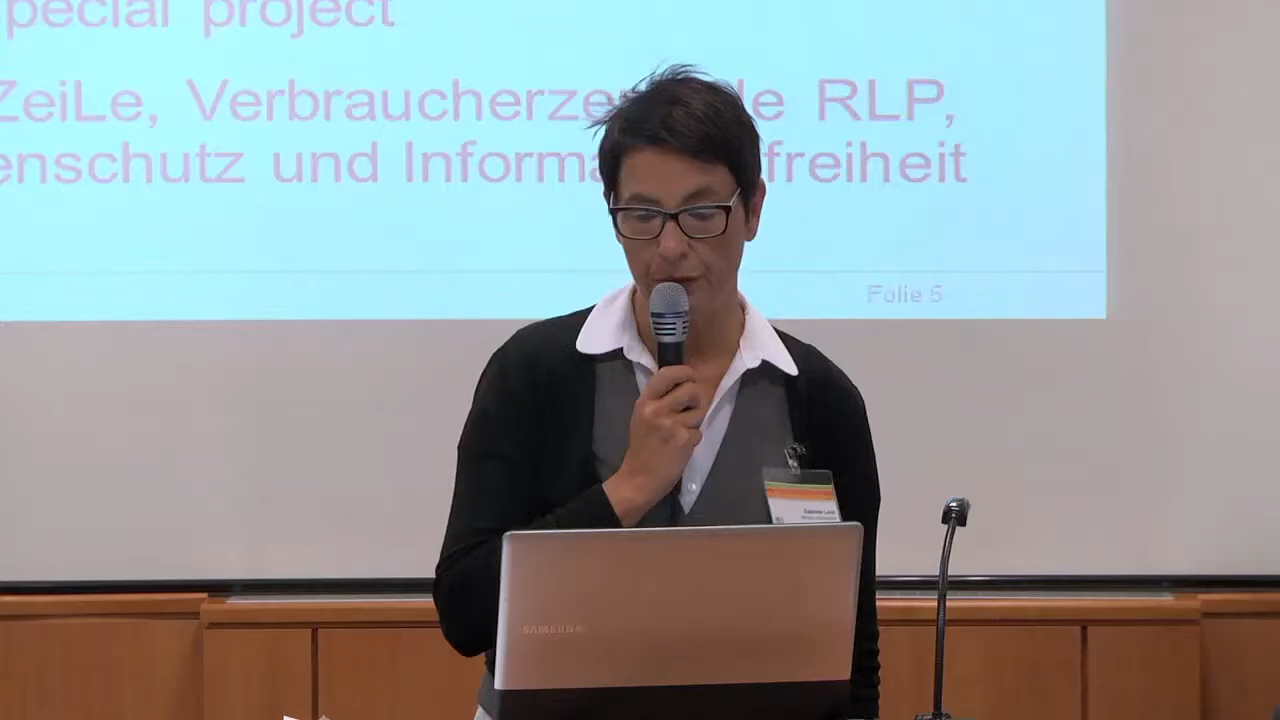 pecial project
ZeiLe, Verbraucherze le RLP,
enschutz und Informa freiheit
Folie 5
SAMSUNG